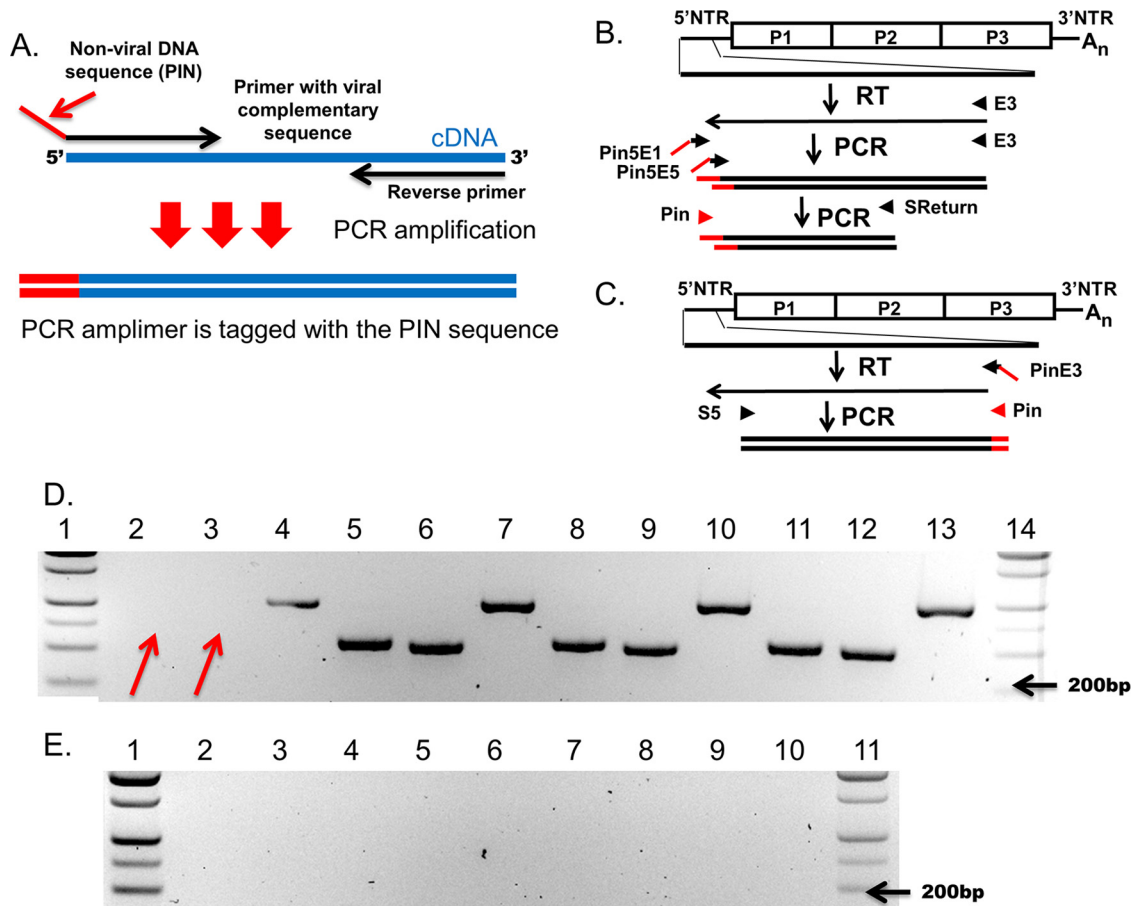 A.
Non-viral DNA
sequence (PIN)
Primer with viral
complementary
sequence
cDNA
5’
3’
Reverse primer
PCR amplification
PCR amplimer is tagged with the PIN sequence
B.
5’NTR
3’NTR
P1
P2
P3
An
RT
E3
Pin5E1
Pin5E5
PCR
E3
Pin
PCR
SReturn
C.
5’NTR
3’NTR
P1
P2
P3
An
RT
PinE3
S5
PCR
Pin
D.
1 2 3 4 5 6 7 8 9 10 11 12 13 14
200bp
E.
1 2 3 4 5 6 7 8 9 10 11
200bp